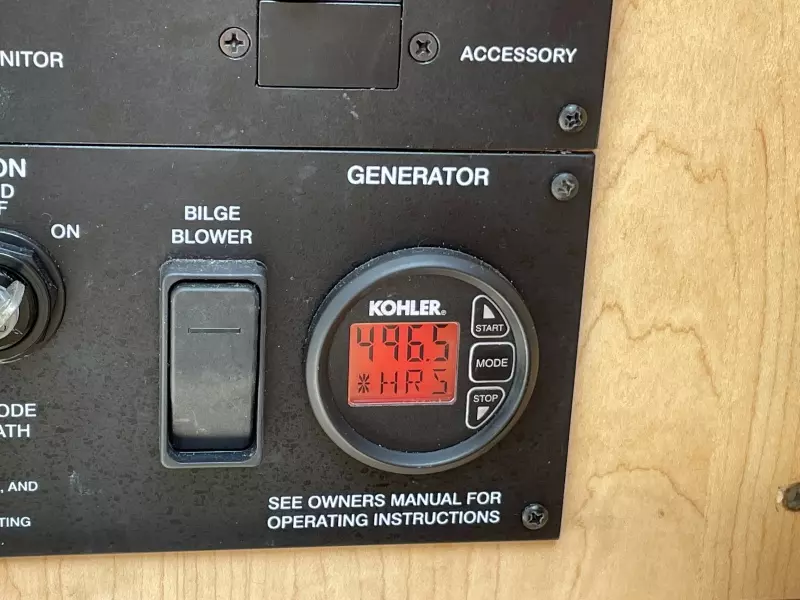 NITOR
ACCESSORY
ON
D
F
ON
BILGE
BLOWER
GENERATOR
KOHLER®
496.5
*HRS
START
MODE
STOP
ODE
ATH
, AND
TING
SEE OWNERS MANUAL FOR
OPERATING INSTRUCTIONS